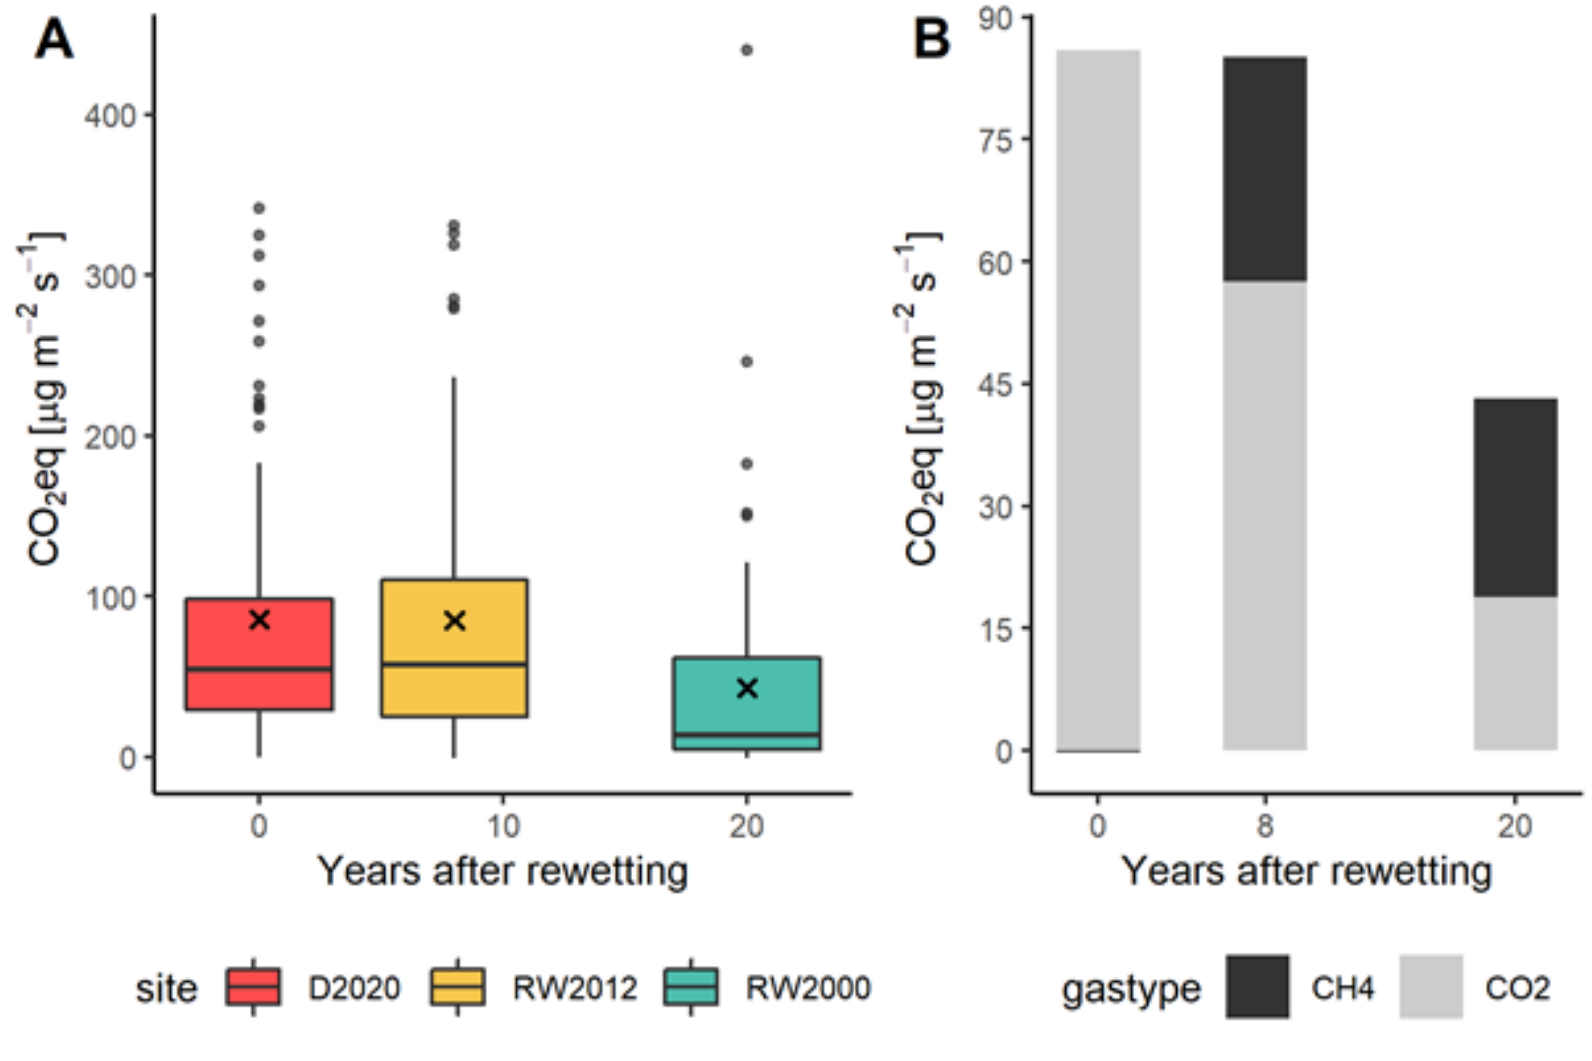 A
CO₂eq [μg m⁻² s⁻¹]
400
300
200
100
0
0 10 20
Years after rewetting
site D2020 RW2012 RW2000
B
CO₂eq [μg m⁻² s⁻¹]
90
75
60
45
30
15
0
0 8 20
Years after rewetting
gastype CH4 CO2